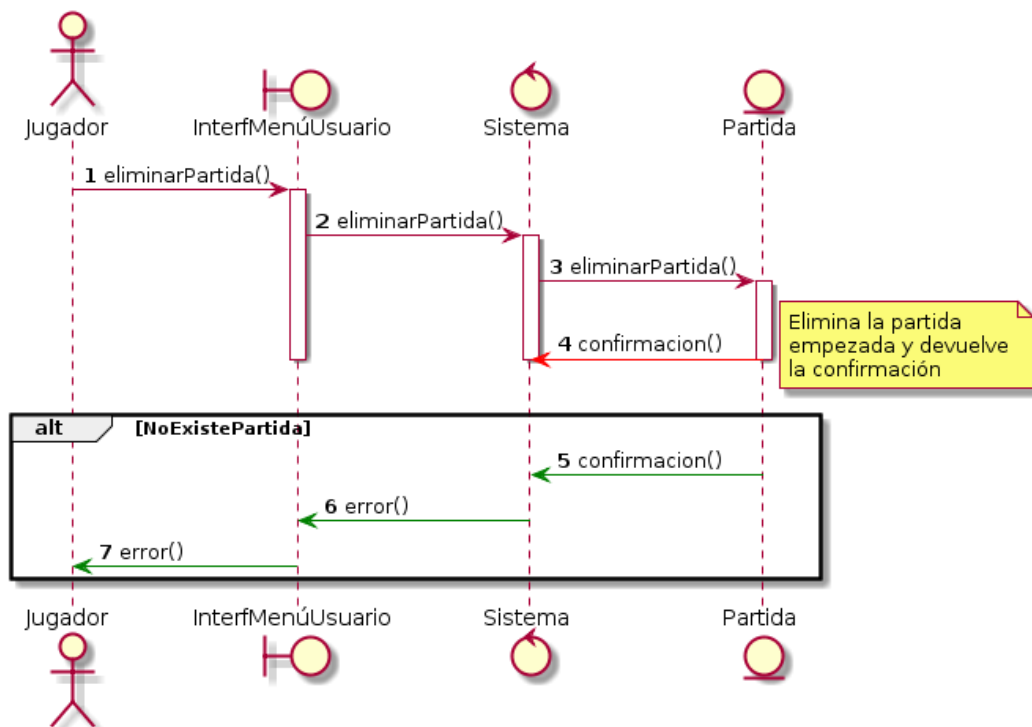 Jugador
InterfMenúUsuario
Sistema
Partida
1 eliminarPartida()
2 eliminarPartida()
3 eliminarPartida()
Elimina la partida
empezada y devuelve
la confirmación
4 confirmacion()
alt [NoExistePartida]
5 confirmacion()
6 error()
7 error()
Jugador
InterfMenúUsuario
Sistema
Partida